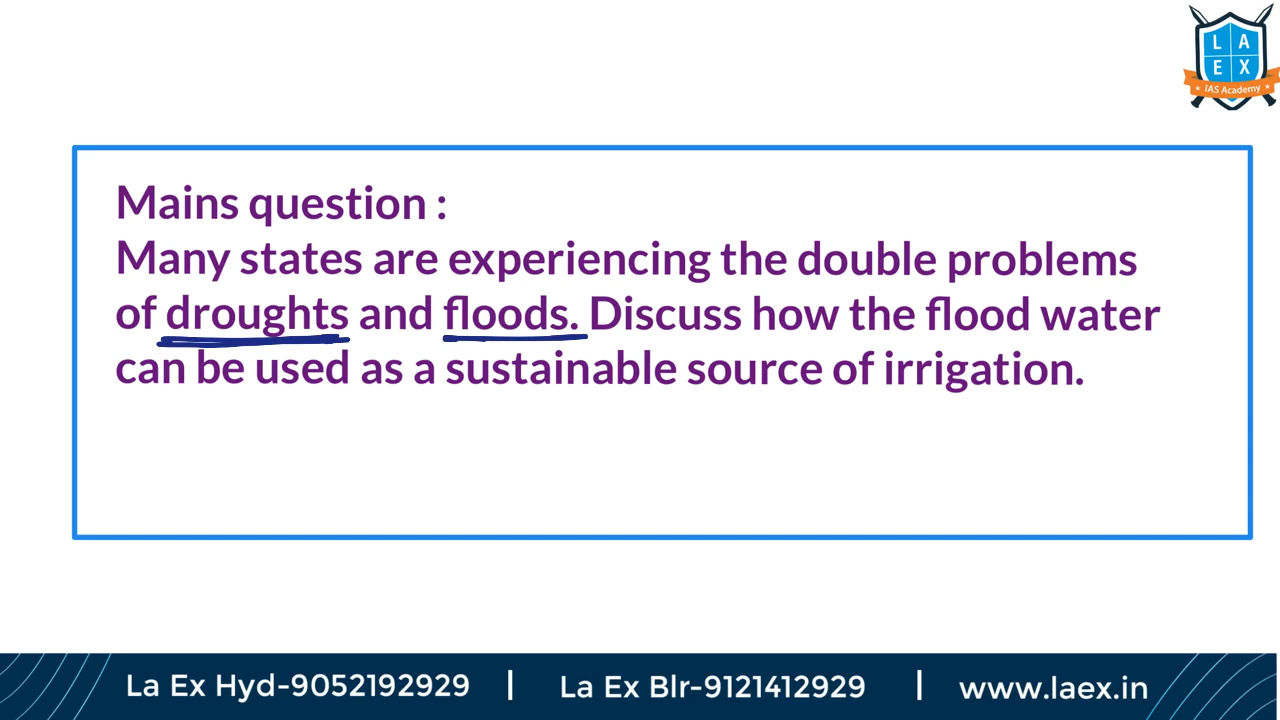 L A
E X
IAS Academy
Mains question :
Many states are experiencing the double problems
of droughts and floods. Discuss how the flood water
can be used as a sustainable source of irrigation.
La Ex Hyd-9052192929 | La Ex Blr-9121412929 | www.laex.in